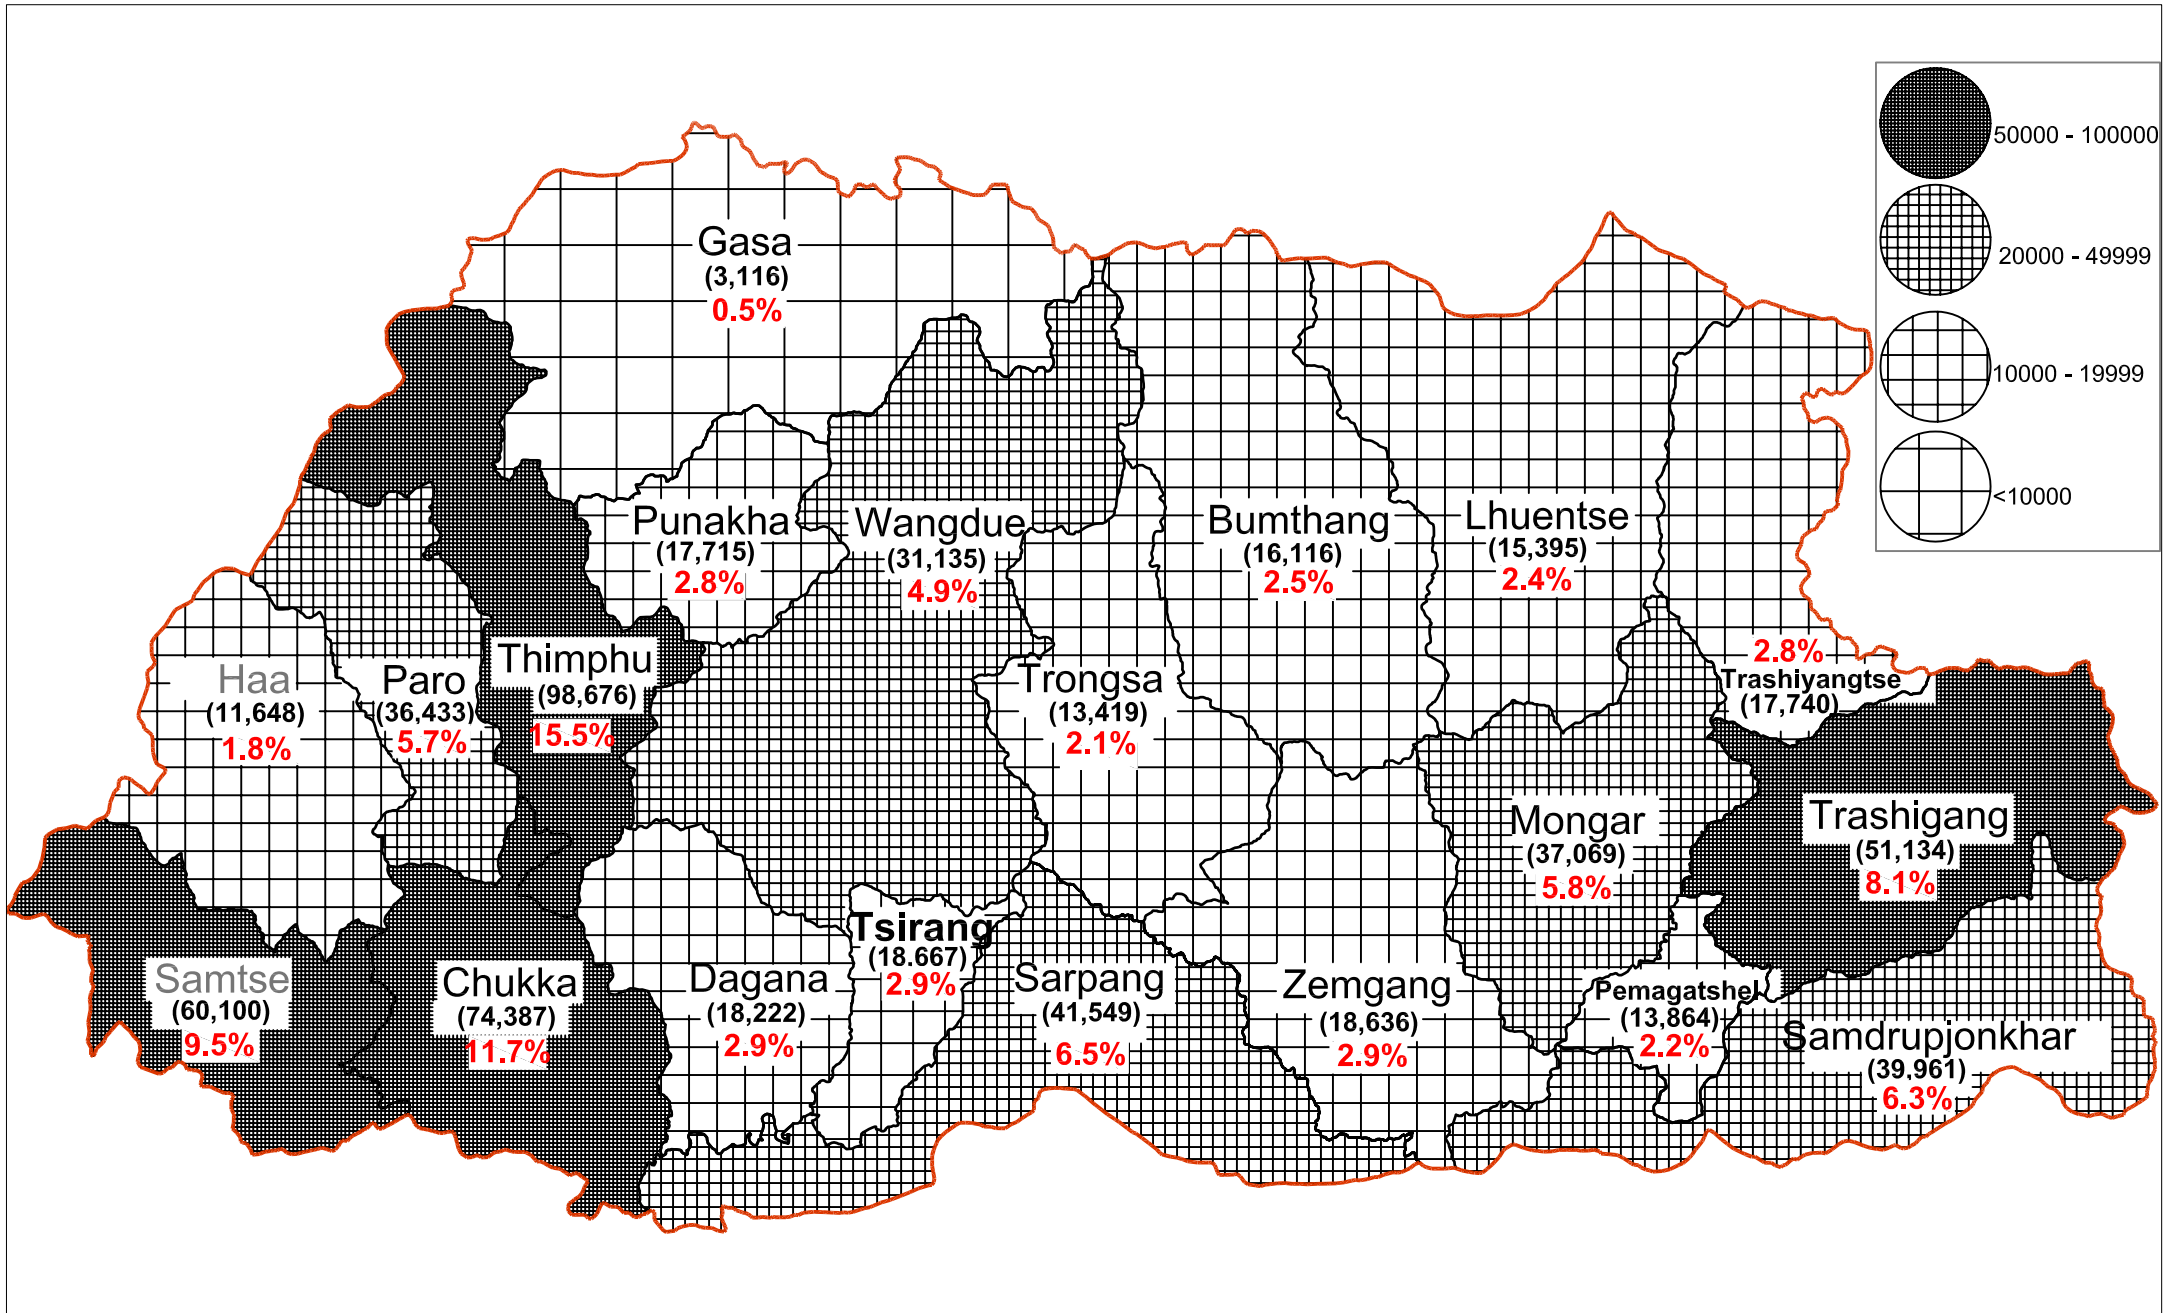 50000 - 100000
20000 - 49999
10000 - 19999
<10000
Gasa
(3,116)
0.5%
Punakha
(17,715)
2.8%
Wangdue
(31,135)
4.9%
Bumthang
(16,116)
2.5%
Lhuentse
(15,395)
2.4%
Haa
(11,648)
1.8%
Paro
(36,433)
5.7%
Thimphu
(98,676)
15.5%
Trongsa
(13,419)
2.1%
2.8%
Trashiyangtse
(17,740)
Mongar
(37,069)
5.8%
Trashigang
(51,134)
8.1%
Samtse
(60,100)
9.5%
Chukka
(74,387)
11.7%
Dagana
(18,222)
2.9%
Tsirang
(18.667)
2.9%
Sarpang
(41,549)
6.5%
Zemgang
(18,636)
2.9%
Pemagatshel
(13,864)
2.2%
Samdrupjonkhar
(39,961)
6.3%